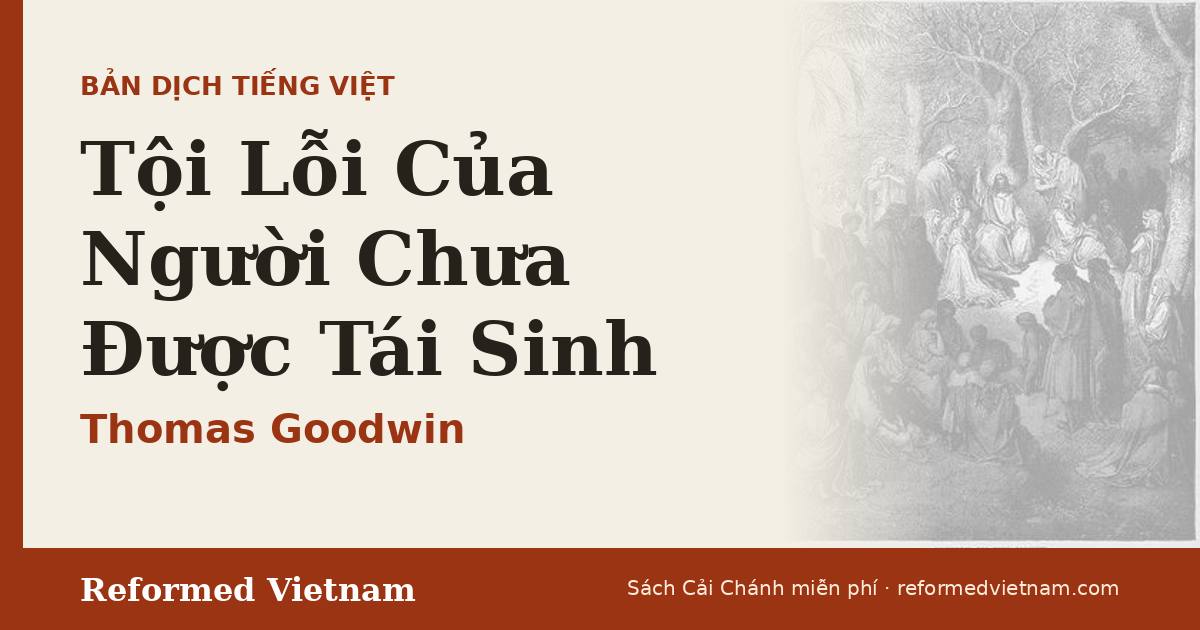 BẢN DỊCH TIẾNG VIỆT
Tội Lỗi Của
Người Chưa
Được Tái Sinh
Thomas Goodwin
Reformed Vietnam
Sách Cải Chánh miễn phí · reformedvietnam.com